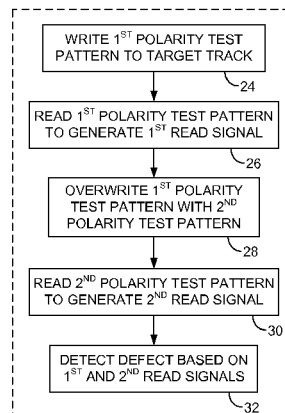 WRITE 1ST POLARITY TEST
PATTERN TO TARGET TRACK
24
READ 1ST POLARITY TEST PATTERN
TO GENERATE 1ST READ SIGNAL
26
OVERWRITE 1ST POLARITY
TEST PATTERN WITH 2ND
POLARITY TEST PATTERN
28
READ 2ND POLARITY TEST PATTERN
TO GENERATE 2ND READ SIGNAL
30
DETECT DEFECT BASED ON
1ST AND 2ND READ SIGNALS
32